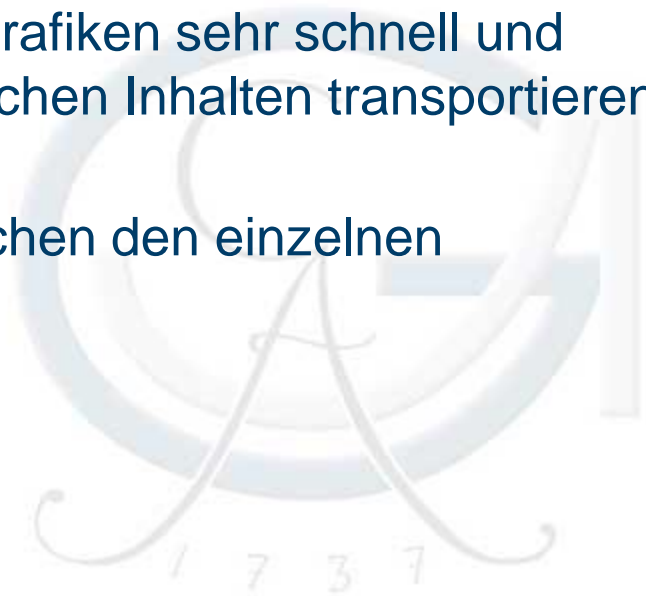 rafiken sehr schnell und
chen Inhalten transportieren
chen den einzelnen
1737